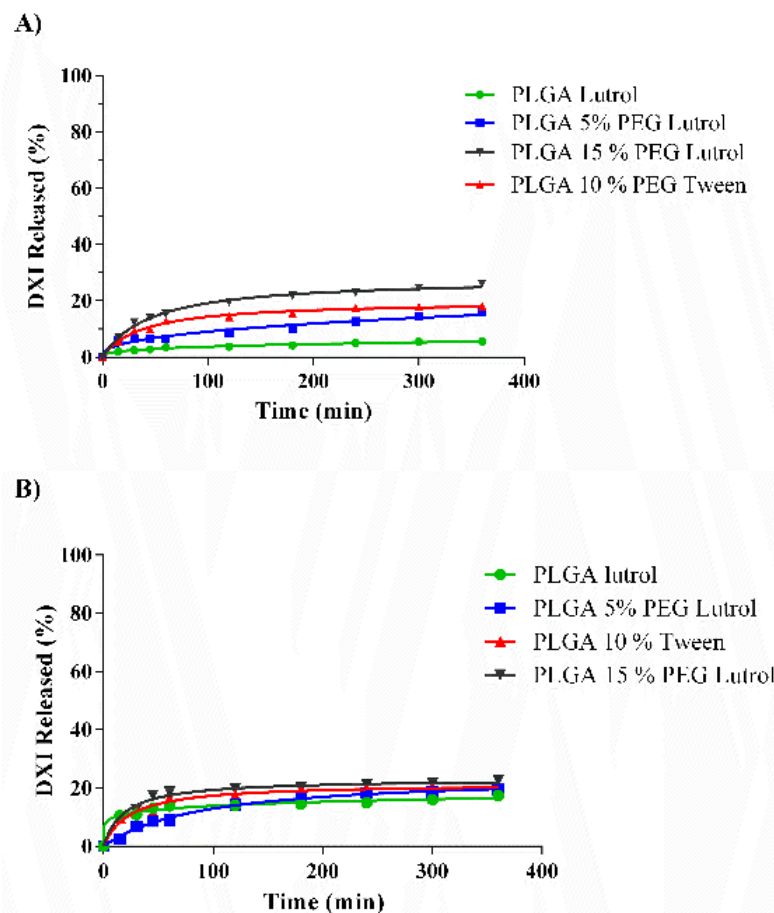 A)
100
80
60
40
20
0
DXI Released (%)
0 100 200 300 400
Time (min)
PLGA Lutrol
PLGA 5% PEG Lutrol
PLGA 15 % PEG Lutrol
PLGA 10 % PEG Tween
B)
100
80
60
40
20
0
DXI Released (%)
0 100 200 300 400
Time (min)
PLGA lutrol
PLGA 5% PEG Lutrol
PLGA 10 % Tween
PLGA 15 % PEG Lutrol